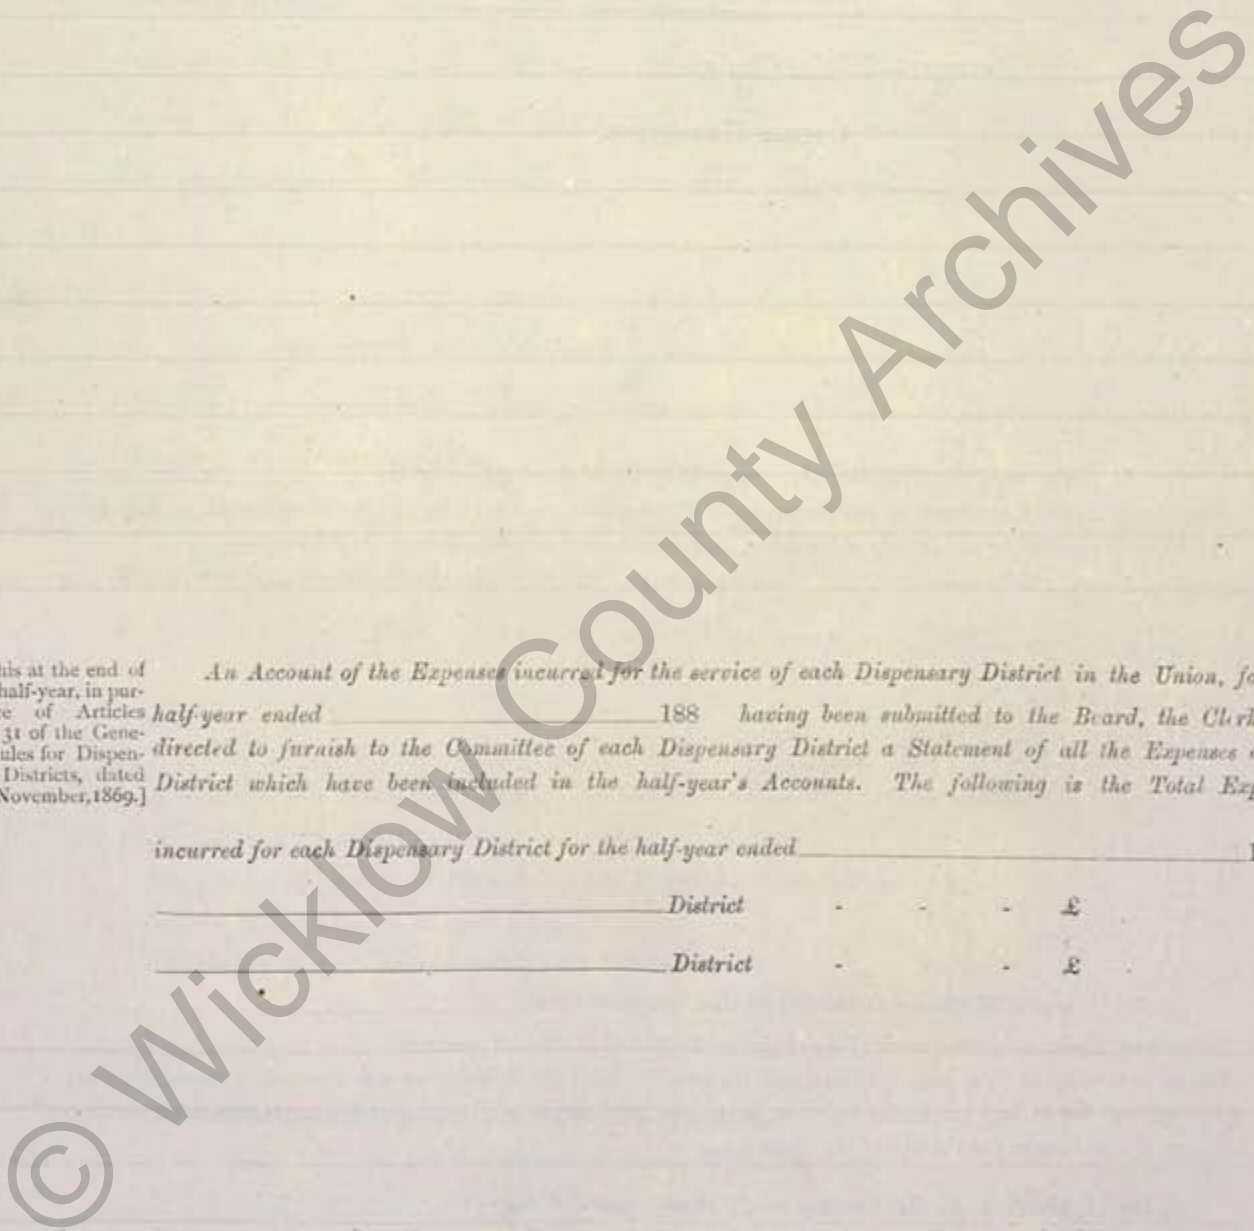 his at the end of
half-year, in pur-
e of Articles
31 of the Gene-
ules for Dispen-
Districts, dated
November, 1869.]
An Account of the Expenses incurred for the service of each Dispensary District in the Union, fo
half-year ended 188 having been submitted to the Board, the Clerk
directed to furnish to the Committee of each Dispensary District a Statement of all the Expenses
District which have been included in the half-year's Accounts. The following is the Total Exp
incurred for each Dispensary District for the half-year ended 1
District - - - £
District - - £
© Wicklow County Archives